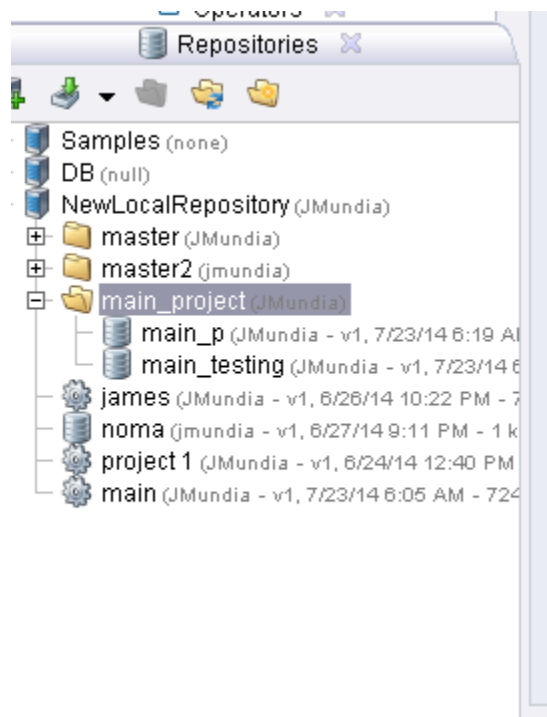 Operators
Repositories
Samples (none)
DB (null)
NewLocalRepository (JMundia)
master (JMundia)
master2 (jmundia)
main_project (JMundia)
main_p (JMundia - v1, 7/23/14 6:19 A
main_testing (JMundia - v1, 7/23/14 6
james (JMundia - v1, 6/26/14 10:22 PM - 7
noma (jmundia - v1, 6/27/14 9:11 PM - 1 k
project 1 (JMundia - v1, 6/24/14 12:40 PM
main (JMundia - v1, 7/23/14 6:05 AM - 724